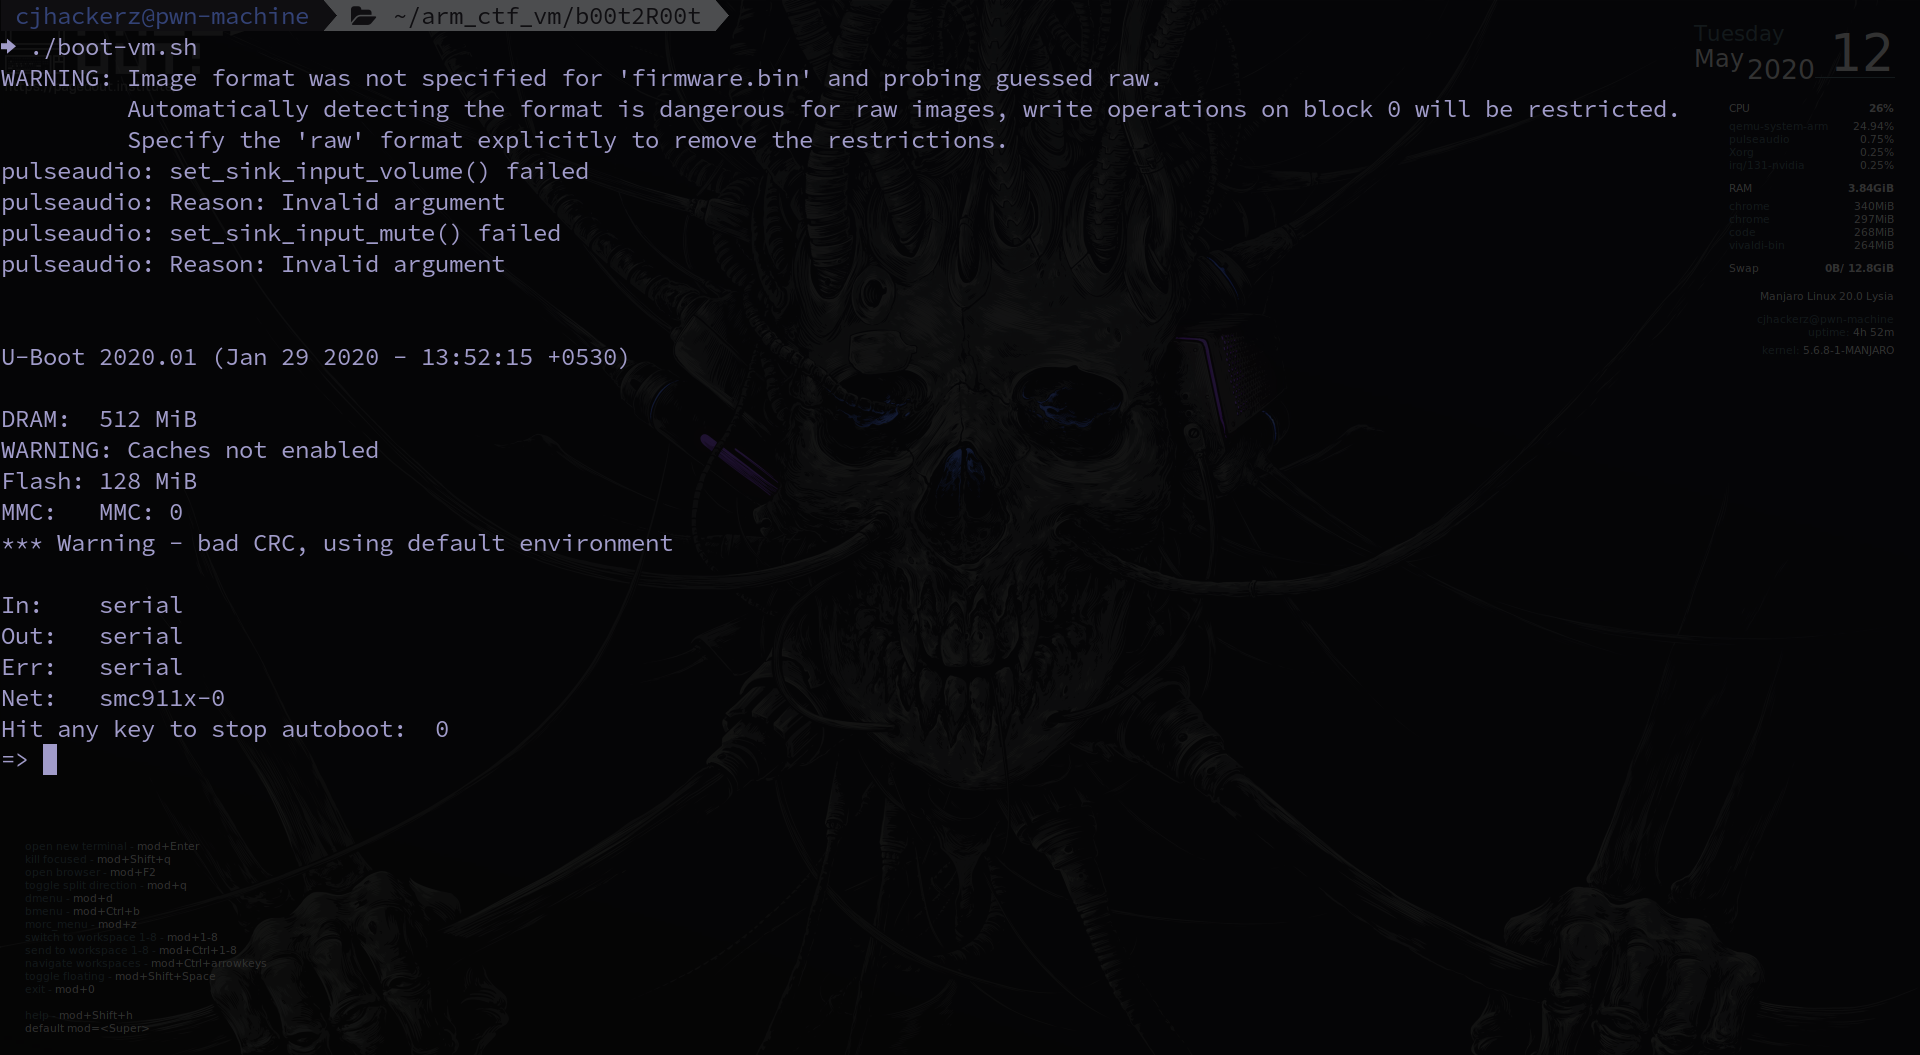 cjhackerz@pwn-machine ~/arm_ctf_vm/b00t2R00t
./boot-vm.sh
WARNING: Image format was not specified for 'firmware.bin' and probing guessed raw.
Automatically detecting the format is dangerous for raw images, write operations on block 0 will be restricted.
Specify the 'raw' format explicitly to remove the restrictions.
pulseaudio: set_sink_input_volume() failed
pulseaudio: Reason: Invalid argument
pulseaudio: set_sink_input_mute() failed
pulseaudio: Reason: Invalid argument
U-Boot 2020.01 (Jan 29 2020 - 13:52:15 +0530)
DRAM:  512 MiB
WARNING: Caches not enabled
Flash: 128 MiB
MMC:   MMC: 0
*** Warning - bad CRC, using default environment
In:    serial
Out:   serial
Err:   serial
Net:   smc911x-0
Hit any key to stop autoboot:  0
=>
Tuesday
May 2020 12
CPU 26%
qemu-system-arm 24.94%
pulseaudio 0.75%
Xorg 0.25%
irq/131-nvidia 0.25%
RAM 3.84GiB
chrome 340MiB
chrome 297MiB
code 268MiB
vivaldi-bin 264MiB
Swap 0B/ 12.8GiB
Manjaro Linux 20.0 Lysia
cjhackerz@pwn-machine
uptime: 4h 52m
kernel: 5.6.8-1-MANJARO
open new terminal - mod+Enter
kill focused - mod+Shift+q
open browser - mod+F2
toggle split direction - mod+q
dmenu - mod+d
bmenu - mod+Ctrl+b
morc_menu - mod+z
switch to workspace 1-8 - mod+1-8
send to workspace 1-8 - mod+Ctrl+1-8
navigate workspaces - mod+Ctrl+arrowkeys
toggle floating - mod+Shift+Space
exit - mod+0
help - mod+Shift+h
default mod=<Super>